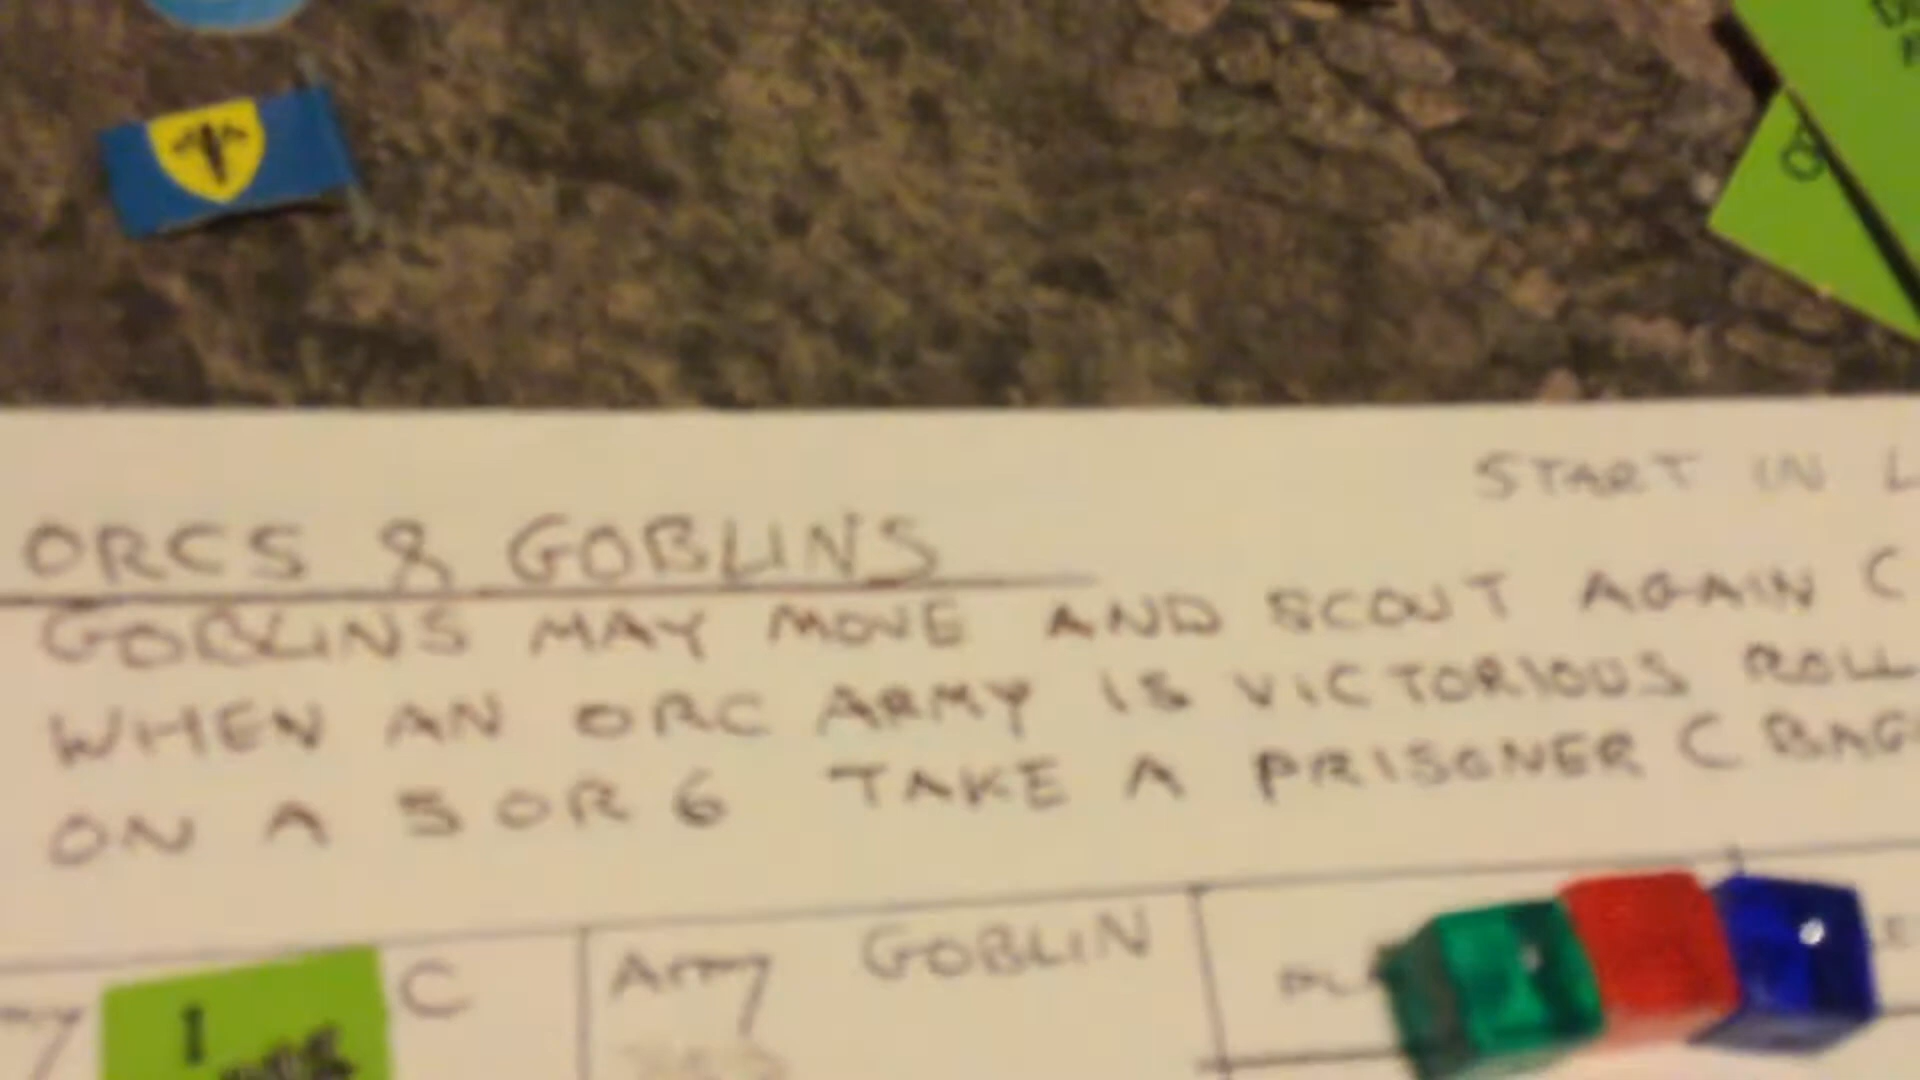 START IN L
ORCS & GOBLINS
GOBLINS MAY MOVE AND SCOUT AGAIN C
WHEN AN ORC ARMY IS VICTORIOUS ROLL
ON A 5 OR 6 TAKE A PRISONER C BAG
C
Army GOBLIN
1